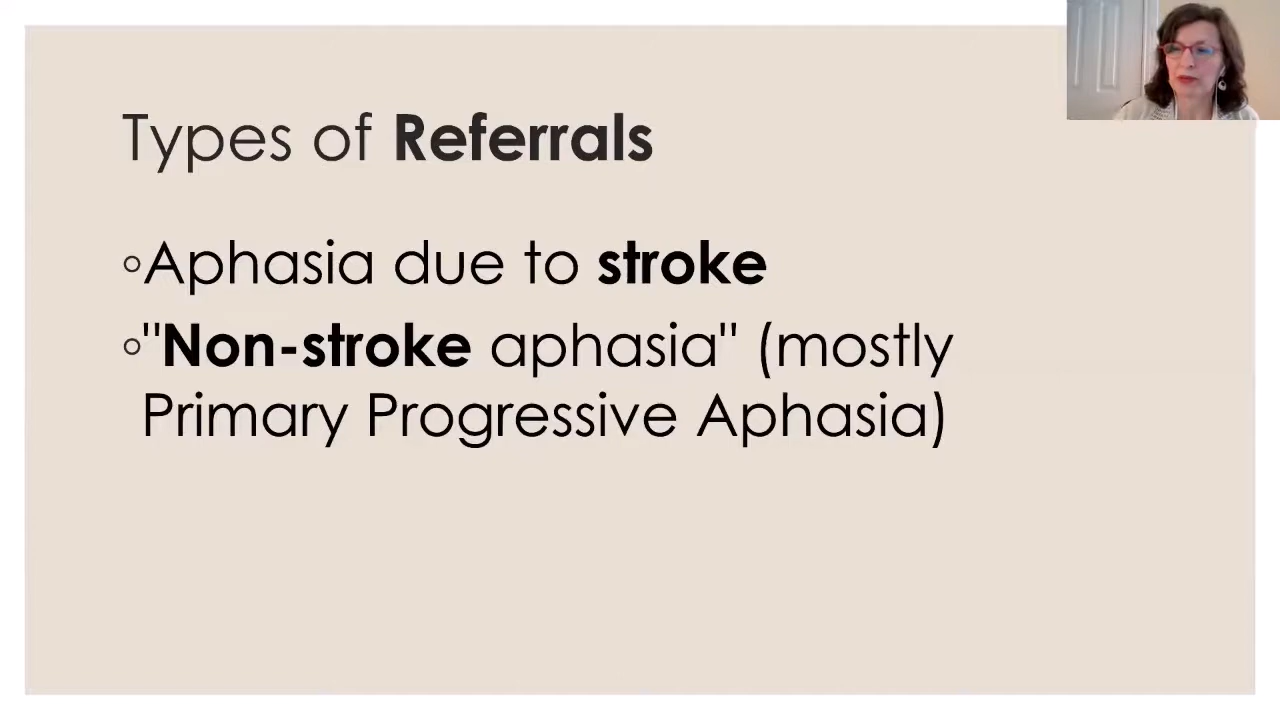 Types of Referrals
◦Aphasia due to stroke
◦"Non-stroke aphasia" (mostly
Primary Progressive Aphasia)